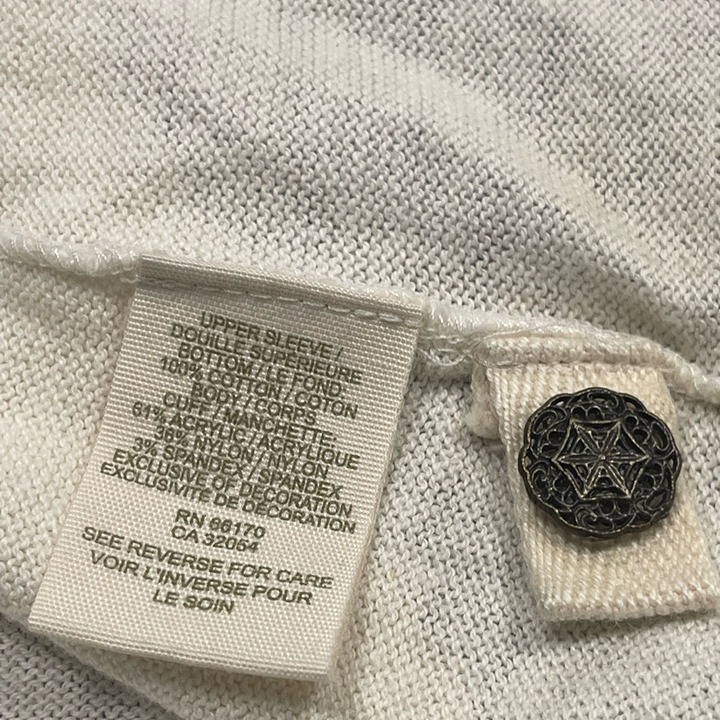 UPPER SLEEVE /
DOUILLE SUPÉRIEURE
BOTTOM / LE FOND
100% COTTON / COTON
BODY / CORPS
CUFF / MANCHETTE
61% ACRYLIC / ACRYLIQUE
36% NYLON / NYLON
3% SPANDEX / SPANDEX
EXCLUSIVE OF DECORATION
EXCLUSIVITÉ DE DÉCORATION
RN 66170
CA 32064
SEE REVERSE FOR CARE
VOIR L'INVERSE POUR
LE SOIN